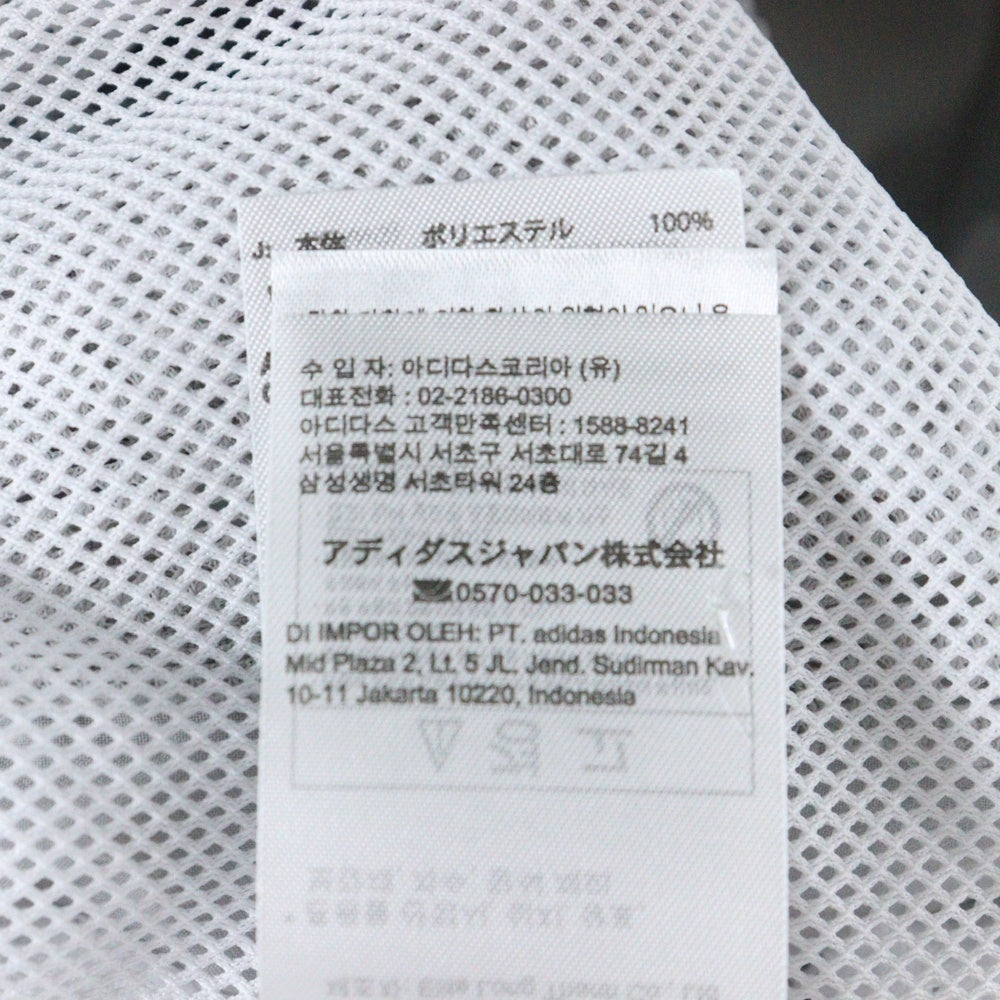 本体 ポリエステル 100%
수 입 자: 아디다스코리아 (유)
대표전화 : 02-2186-0300
아디다스 고객만족센터 : 1588-8241
서울특별시 서초구 서초대로 74길 4
삼성생명 서초타워 24층
アディダスジャパン株式会社
0570-033-033
DI IMPOR OLEH: PT. adidas Indonesia
Mid Plaza 2, Lt. 5 JL. Jend. Sudirman Kav.
10-11 Jakarta 10220, Indonesia